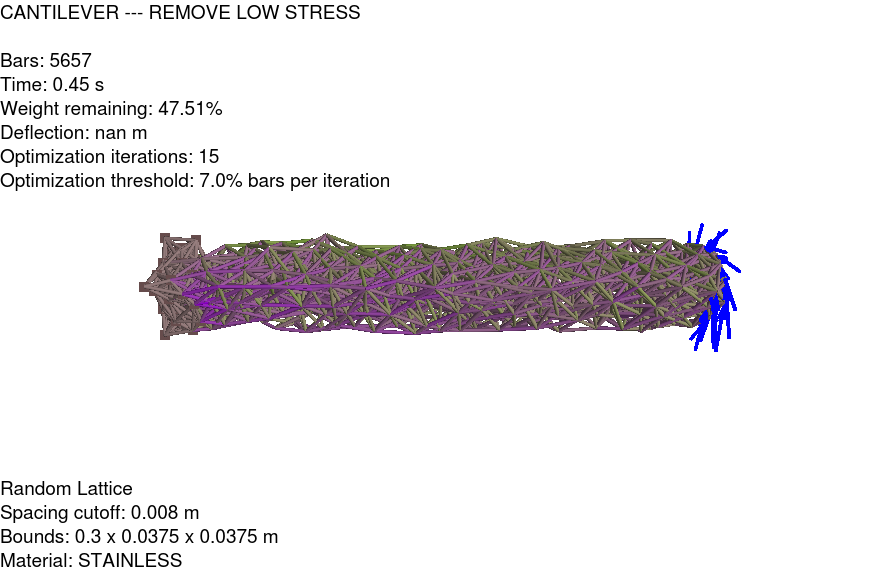 CANTILEVER --- REMOVE LOW STRESS
Bars: 5657
Time: 0.45 s
Weight remaining: 47.51%
Deflection: nan m
Optimization iterations: 15
Optimization threshold: 7.0% bars per iteration
Random Lattice
Spacing cutoff: 0.008 m
Bounds: 0.3 x 0.0375 x 0.0375 m
Material: STAINLESS